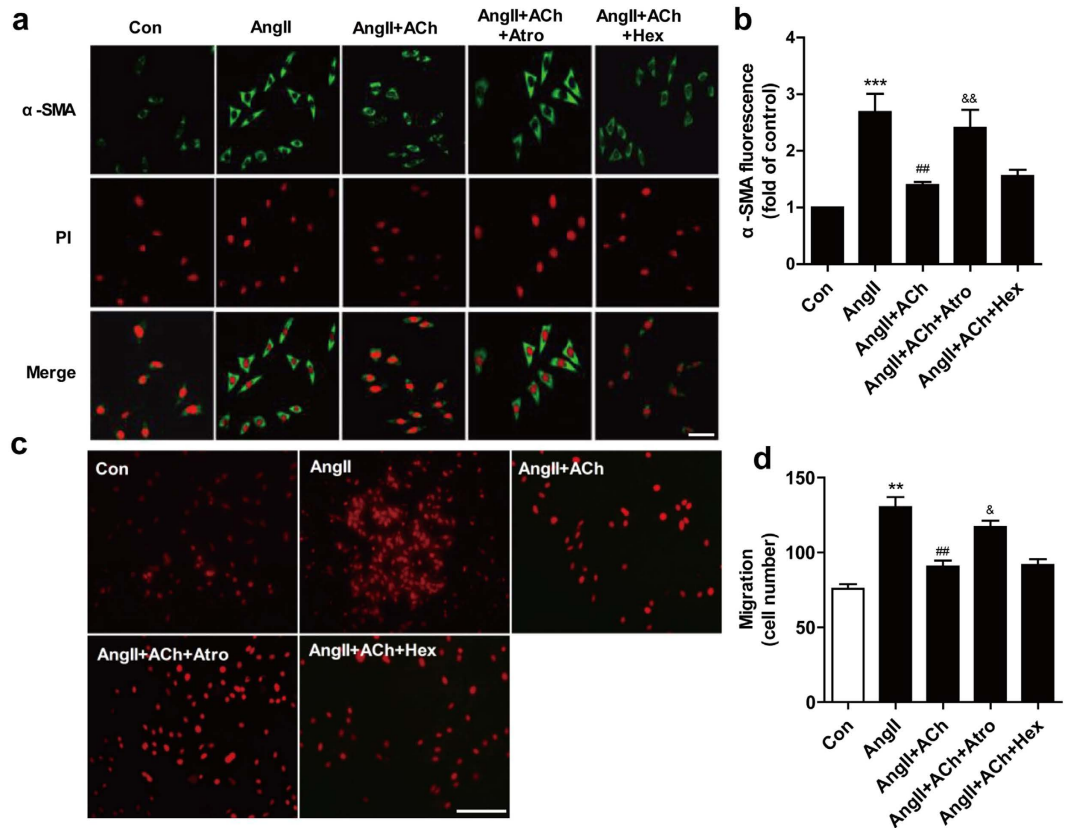 a
Con
AngII
AngII+ACh
AngII+ACh
+Atro
AngII+ACh
+Hex
α-SMA
PI
Merge
b
α-SMA fluorescence
(fold of control)
4
3
2
1
0
***
##
&&
Con
AngII
AngII+ACh
AngII+ACh+Atro
AngII+ACh+Hex
c
Con
AngII
AngII+ACh
AngII+ACh+Atro
AngII+ACh+Hex
d
Migration
(cell number)
150
100
50
0
**
##
&
Con
AngII
AngII+ACh
AngII+ACh+Atro
AngII+ACh+Hex